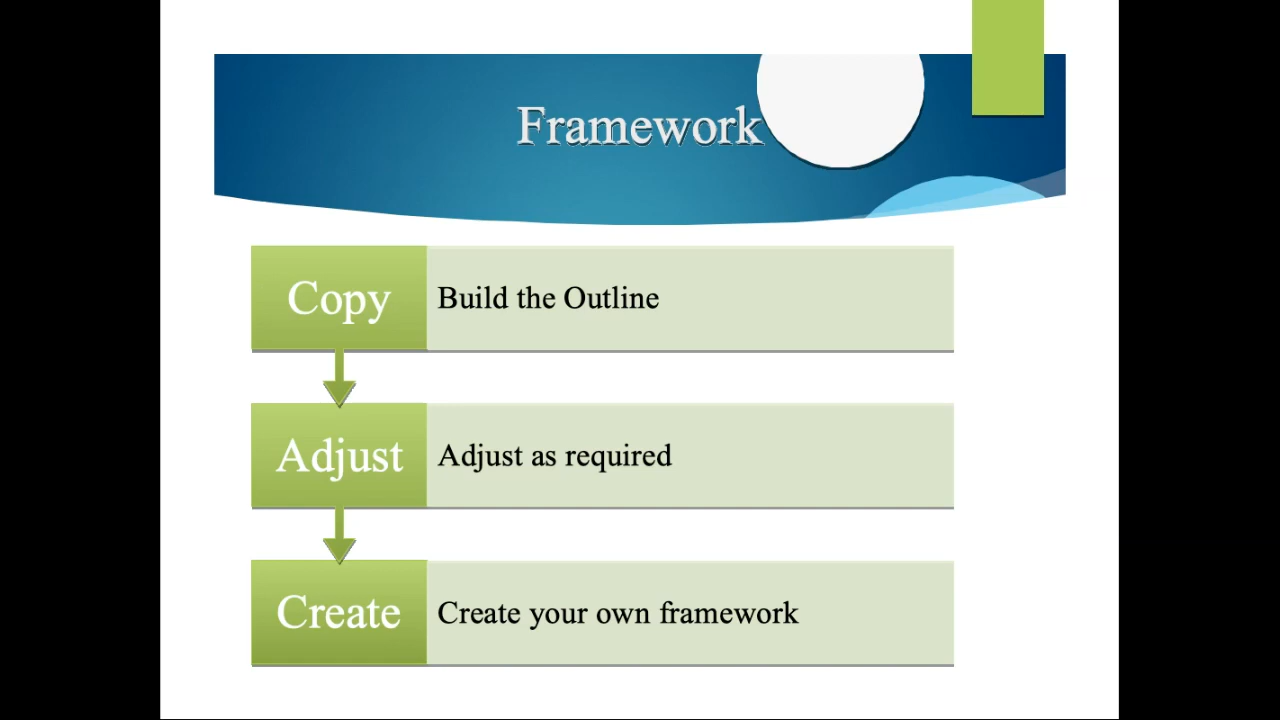 Framework
Copy
Build the Outline
Adjust
Adjust as required
Create
Create your own framework